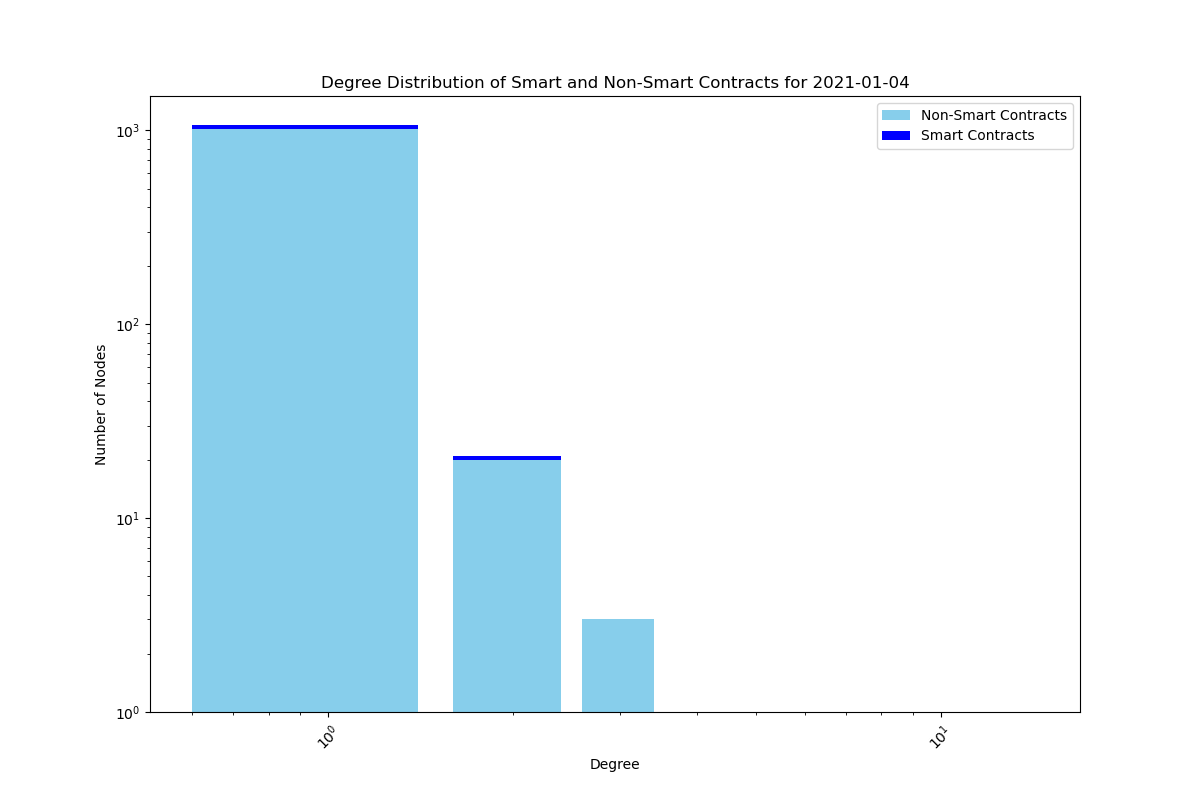 Degree Distribution of Smart and Non-Smart Contracts for 2021-01-04
Non-Smart Contracts
Smart Contracts
10³
10²
10¹
10⁰
Number of Nodes
10⁰
10¹
Degree